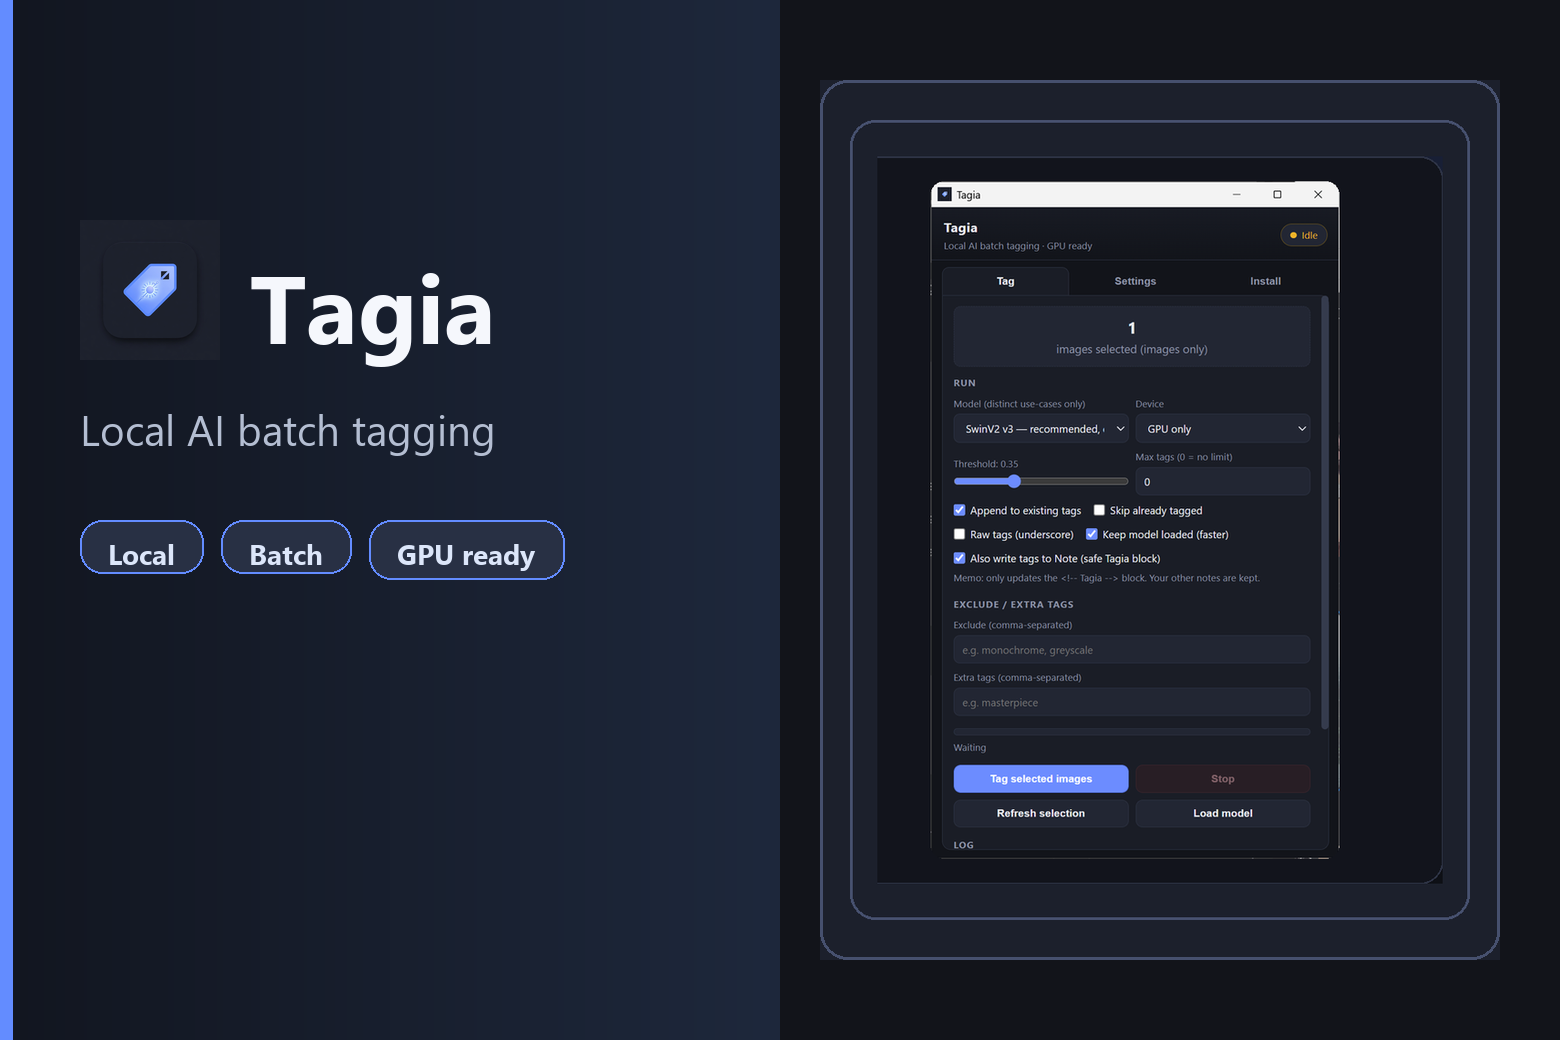 Tagia
Local AI batch tagging
Local
Batch
GPU ready
Tagia
Tagia
Local AI batch tagging · GPU ready
Idle
Tag
Settings
Install
1
images selected (images only)
RUN
Model (distinct use-cases only)
Device
SwinV2 v3 — recommended,
GPU only
Threshold: 0.35
Max tags (0 = no limit)
0
Append to existing tags
Skip already tagged
Raw tags (underscore)
Keep model loaded (faster)
Also write tags to Note (safe Tagia block)
Memo: only updates the <!-- Tagia --> block. Your other notes are kept.
EXCLUDE / EXTRA TAGS
Exclude (comma-separated)
e.g. monochrome, greyscale
Extra tags (comma-separated)
e.g. masterpiece
Waiting
Tag selected images
Stop
Refresh selection
Load model
LOG